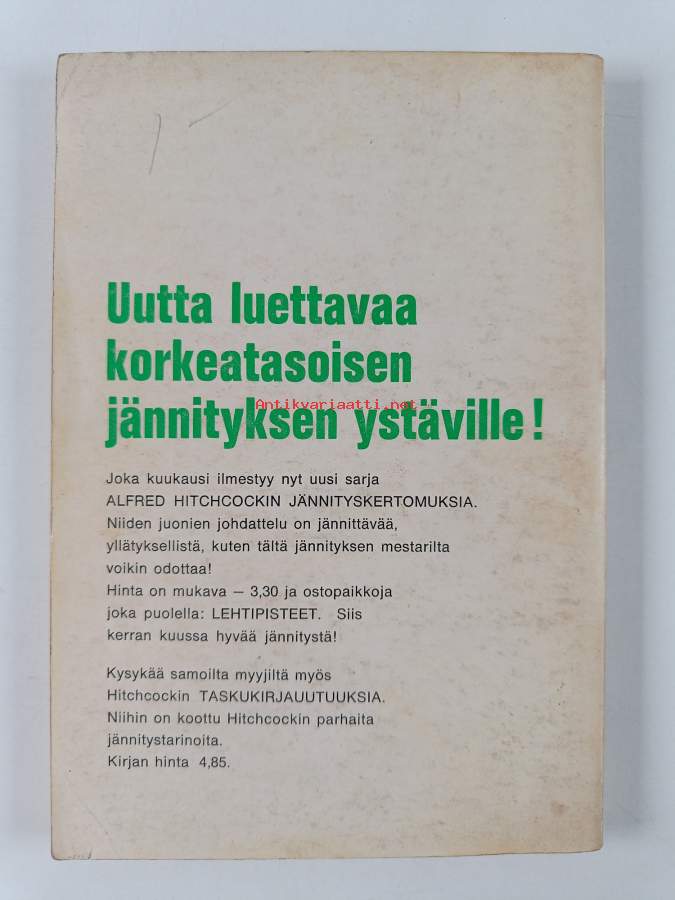 Uutta luettavaa
korkeatasoisen
Antikvariaatti.net
jännityksen ystäville!
Joka kuukausi ilmestyy nyt uusi sarja
ALFRED HITCHCOCKIN JÄNNITYSKERTOMUKSIA.
Niiden juonien johdattelu on jännittävää,
yllätyksellistä, kuten tältä jännityksen mestarilta
voikin odottaa!
Hinta on mukava — 3,30 ja ostopaikkoja
joka puolella: LEHTIPISTEET. Siis
kerran kuussa hyvää jännitystä!
Kysykää samoilta myyjiltä myös
Hitchcockin TASKUKIRJAUUTUUKSIA.
Niihin on koottu Hitchcockin parhaita
jännitystarinoita.
Kirjan hinta 4,85.